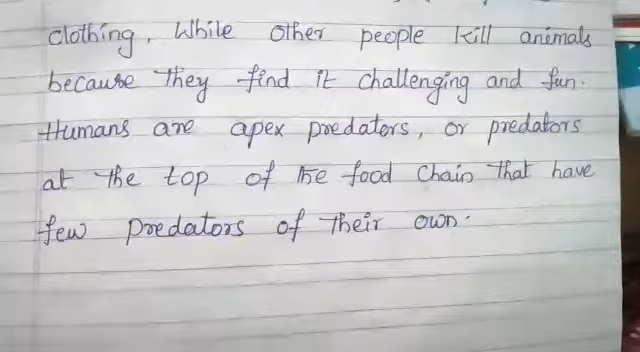 clothing. While other people kill animals
because they find it challenging and fun.
Humans are apex predators, or predators
at the top of the food chain that have
few predators of their own.